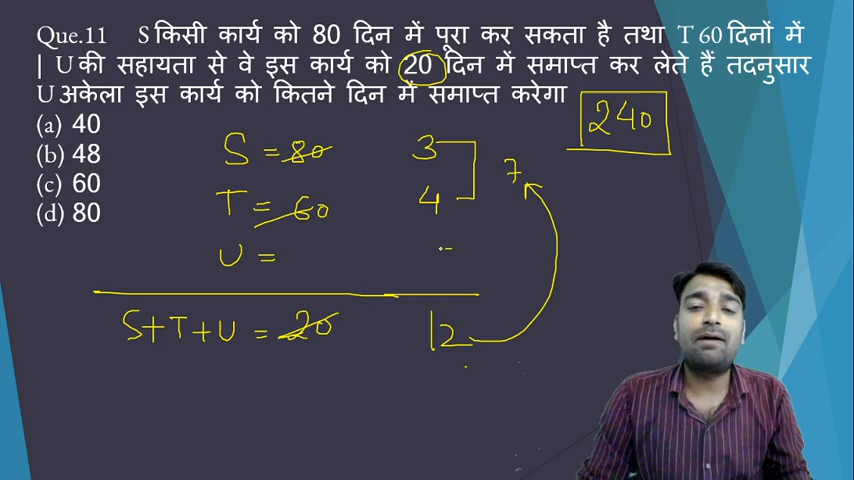 Que.11 S किसी कार्य को 80 दिन में पूरा कर सकता है तथा T 60 दिनों में
| U की सहायता से वे इस कार्य को 20 दिन में समाप्त कर लेते हैं तदनुसार
U अकेला इस कार्य को कितने दिन में समाप्त करेगा
240
(a) 40
(b) 48
(c) 60
(d) 80
S = 80 3
7
T = 60 4
U =
S+T+U = 20 12